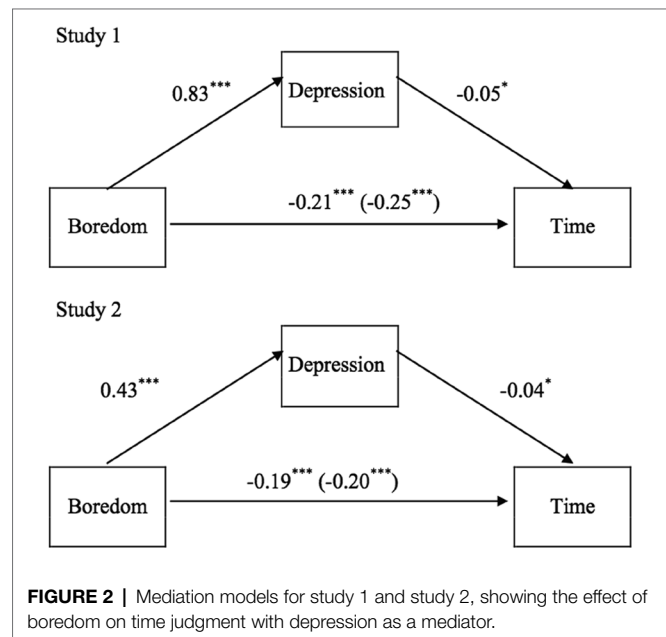 Study 1
Depression
0.83***
-0.05*
-0.21*** (-0.25***)
Boredom
Time
Study 2
Depression
0.43***
-0.04*
-0.19*** (-0.20***)
Boredom
Time
FIGURE 2 | Mediation models for study 1 and study 2, showing the effect of
boredom on time judgment with depression as a mediator.